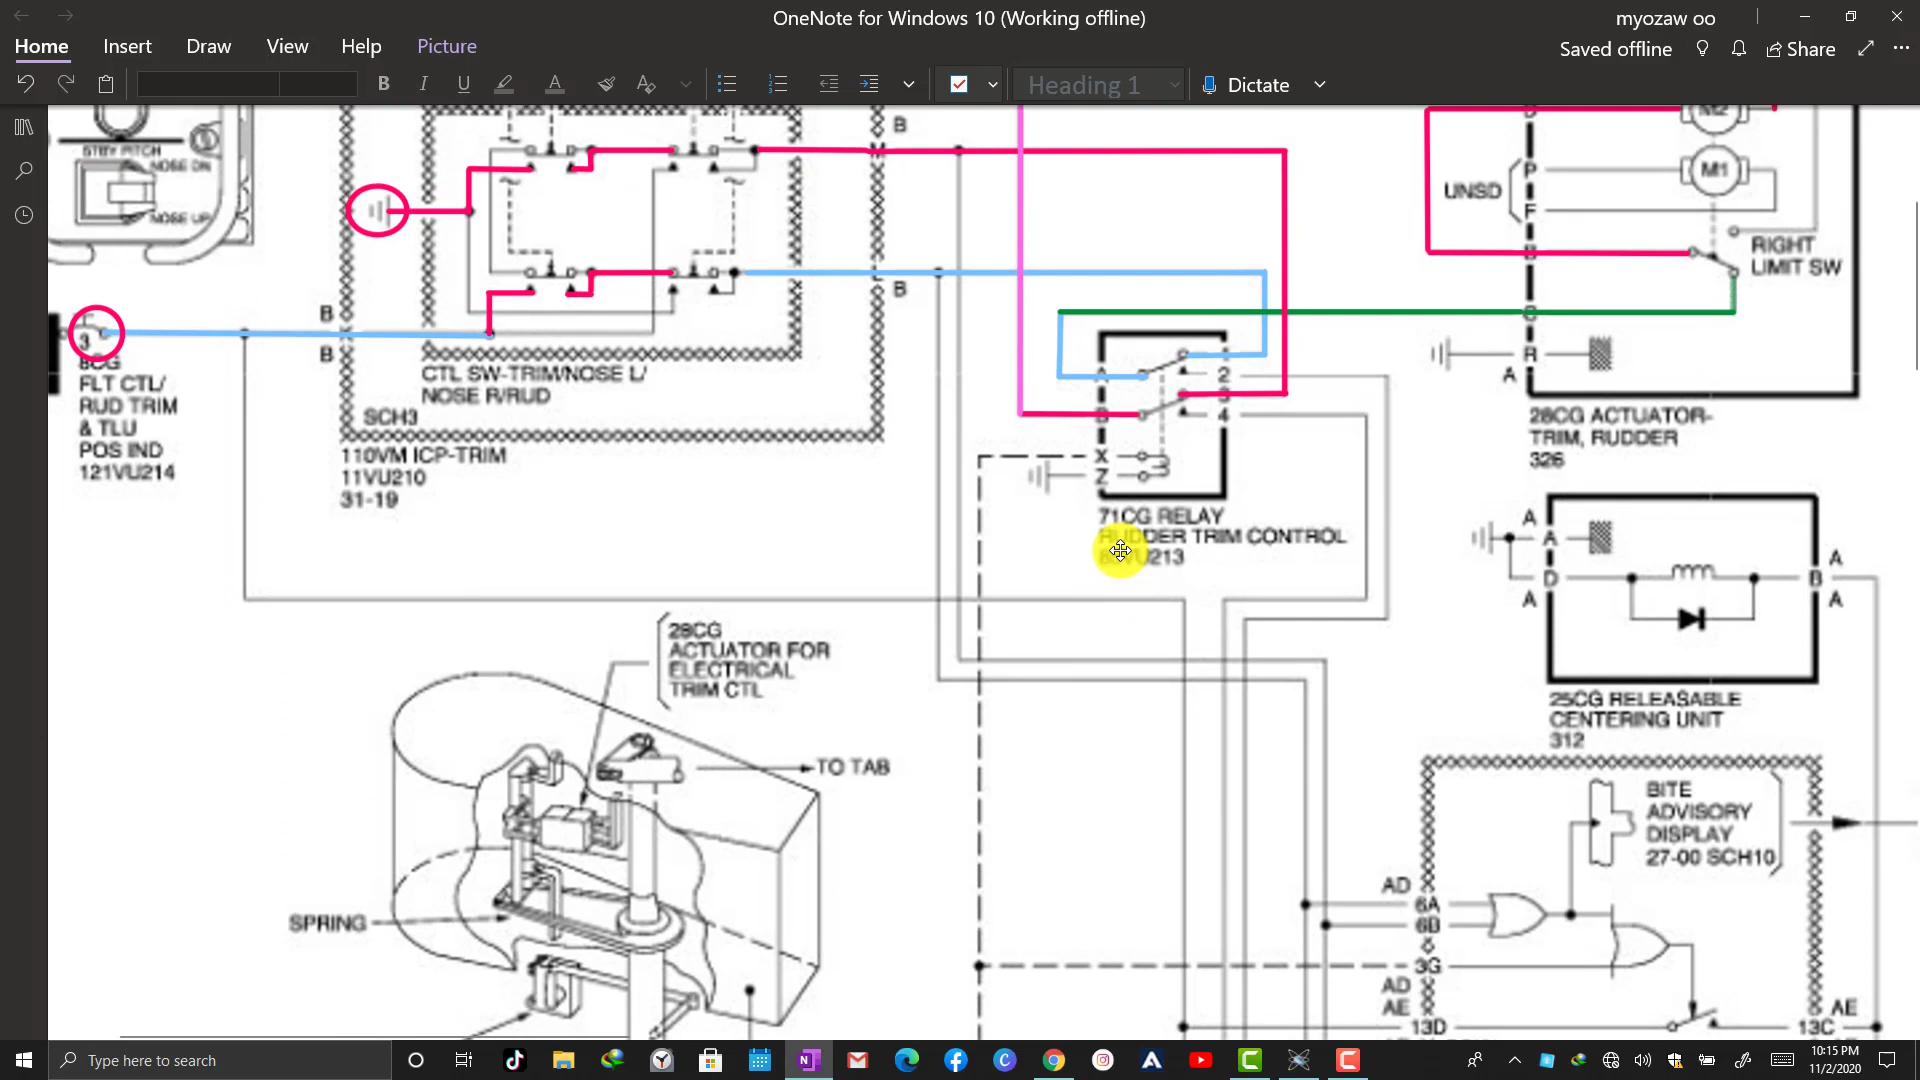 OneNote for Windows 10 (Working offline)
myozaw oo
Home Insert Draw View Help Picture
Saved offline
Share
B I U A
Heading 1
Dictate
STBY PITCH
NOSE DN
NOSE UP
B
B
UNSD
P
F
M2
M1
RIGHT
LIMIT SW
B
B
3
8CG
FLT CTL/
RUD TRIM
& TLU
POS IND
121VU214
CTL SW-TRIM/NOSE L/
NOSE R/RUD
SCH3
110VM ICP-TRIM
11VU210
31-19
1
2
3
4
A
B
X
Z
71CG RELAY
RUDDER TRIM CONTROL
R
A
28CG ACTUATOR-
TRIM, RUDDER
326
A
A
D
A
A
B
A
25CG RELEASABLE
CENTERING UNIT
312
28CG
ACTUATOR FOR
ELECTRICAL
TRIM CTL
TO TAB
SPRING
BITE
ADVISORY
DISPLAY
27-00 SCH10
AD
6A
6B
3G
AD
AE
13D
AE
13C
Type here to search
10:15 PM
11/2/2020